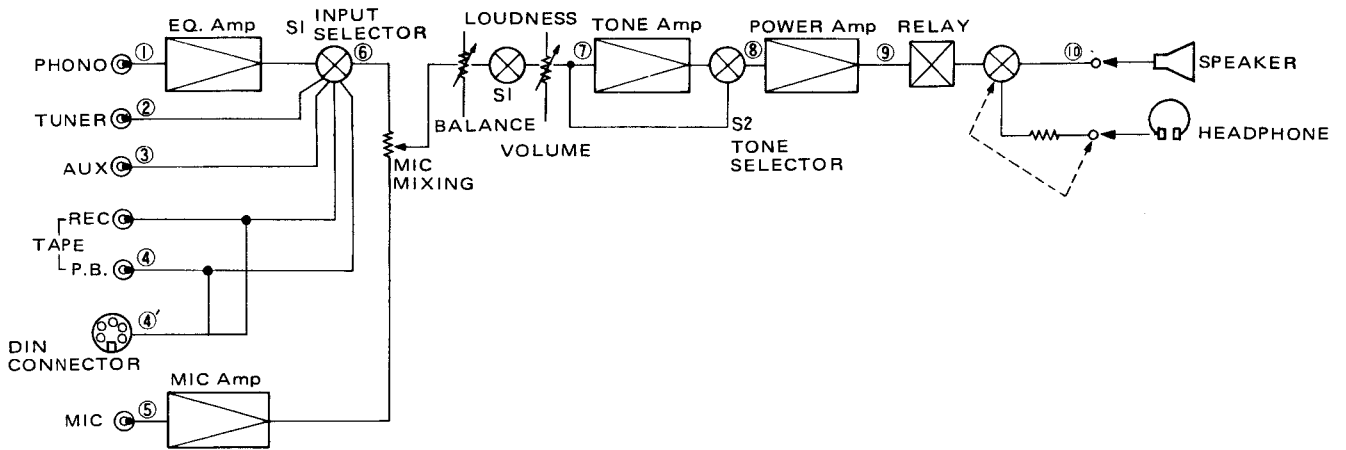 EQ. Amp
S1
INPUT
SELECTOR
LOUDNESS
TONE Amp
POWER Amp
RELAY
PHONO
①
⑥
⑦
⑧
⑨
⑩
SPEAKER
TUNER
②
S1
BALANCE
VOLUME
S2
TONE
SELECTOR
HEADPHONE
AUX
③
MIC
MIXING
REC
TAPE
P.B.
④
④'
DIN
CONNECTOR
MIC Amp
MIC
⑤